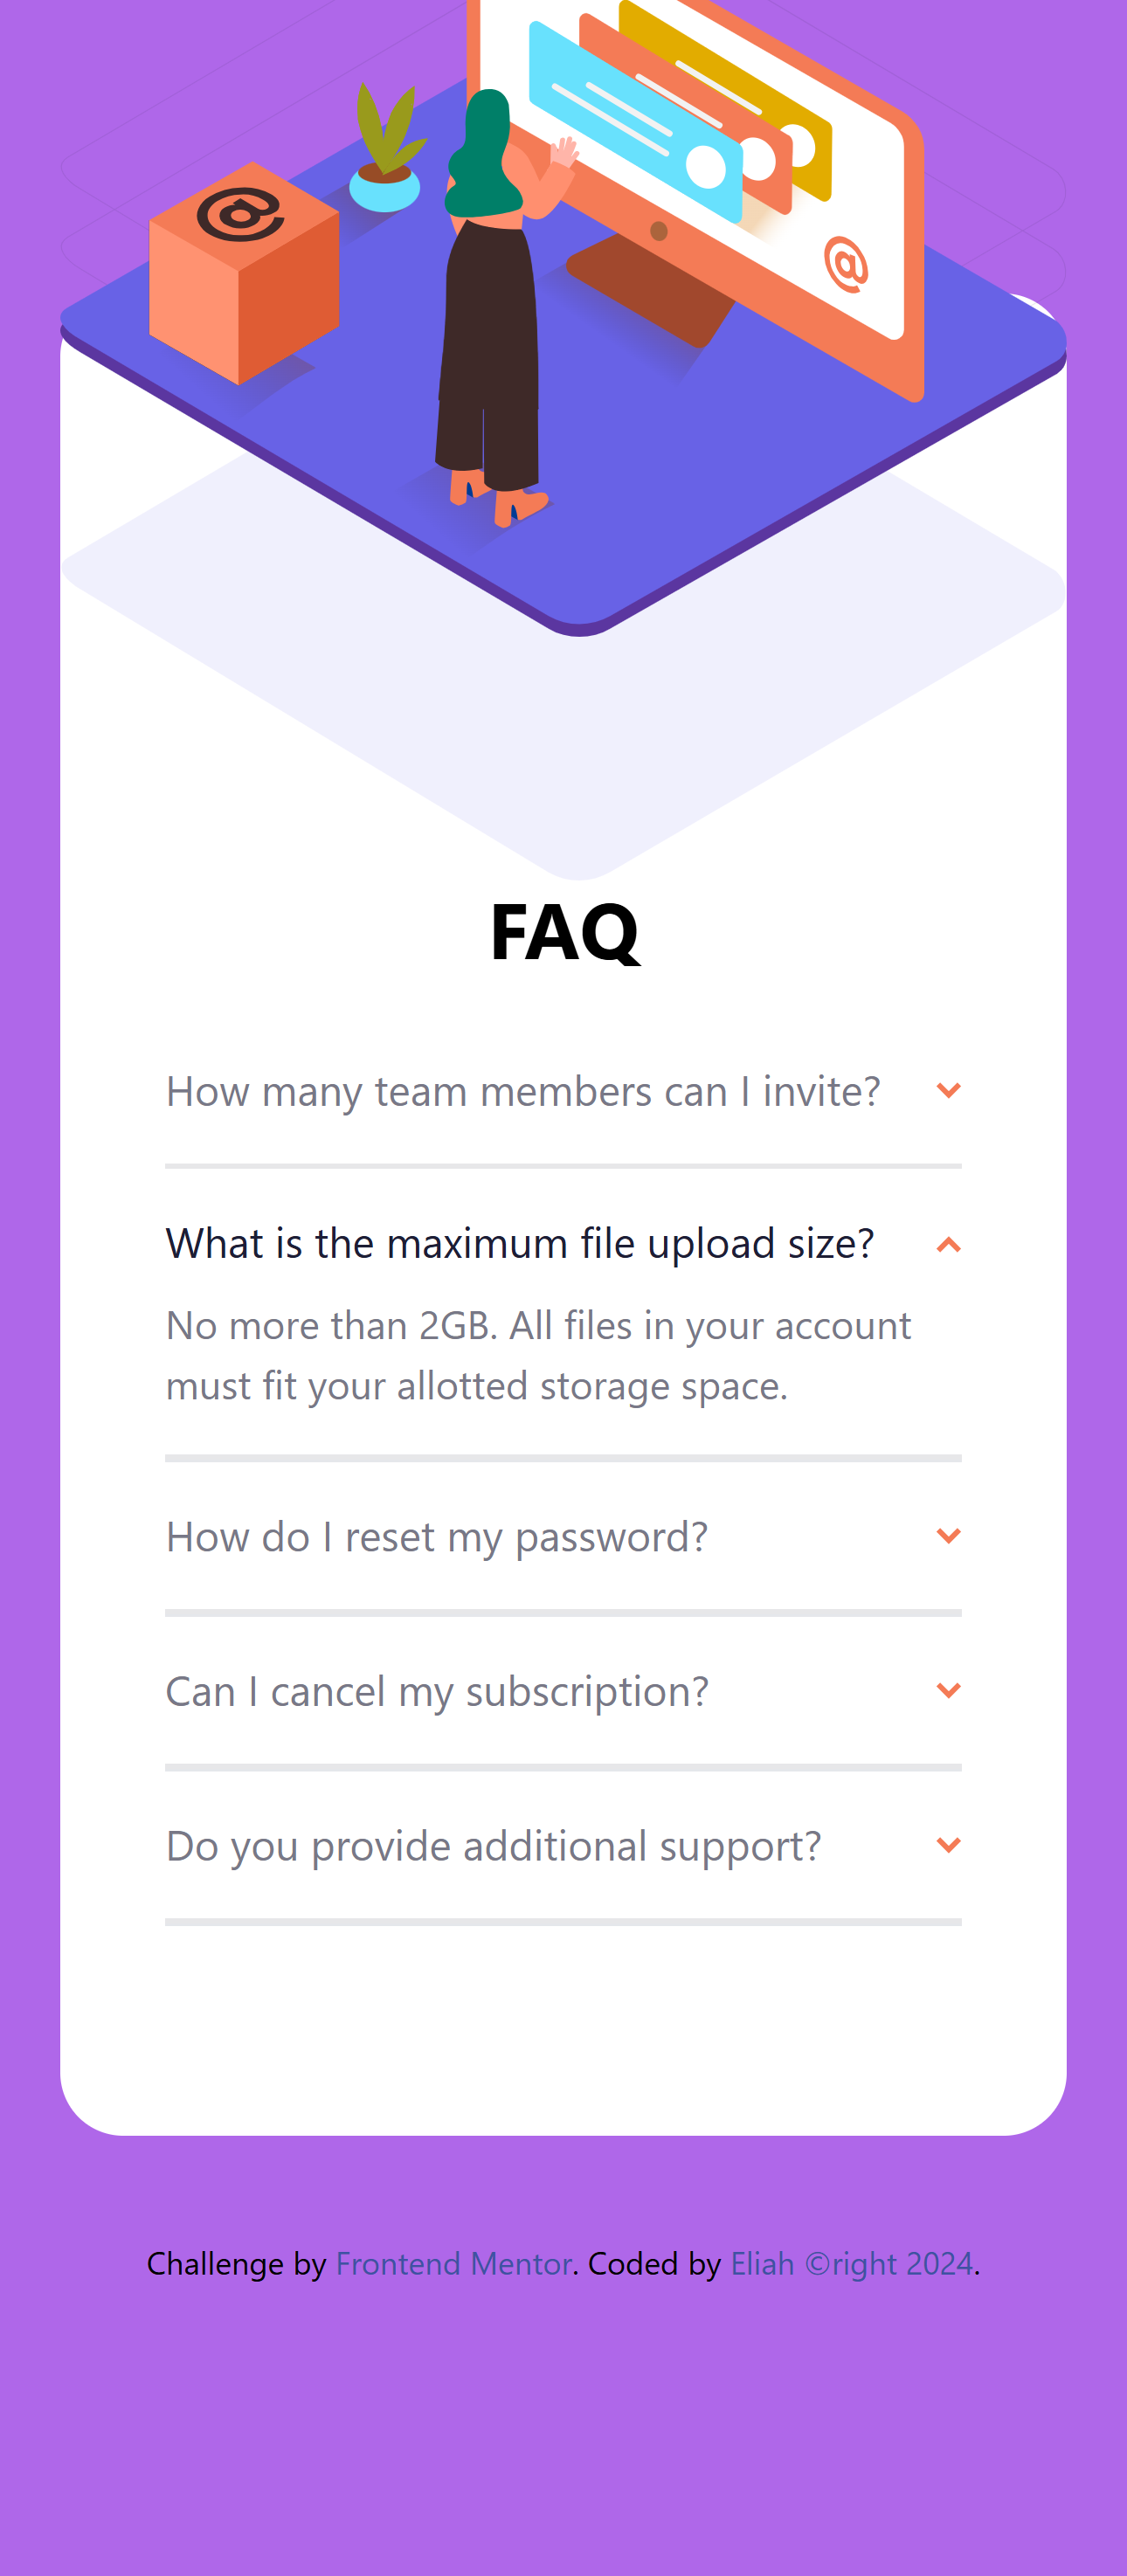 @
@
FAQ
How many team members can I invite?
What is the maximum file upload size?
No more than 2GB. All files in your account
must fit your allotted storage space.
How do I reset my password?
Can I cancel my subscription?
Do you provide additional support?
Challenge by Frontend Mentor. Coded by Eliah ©right 2024.